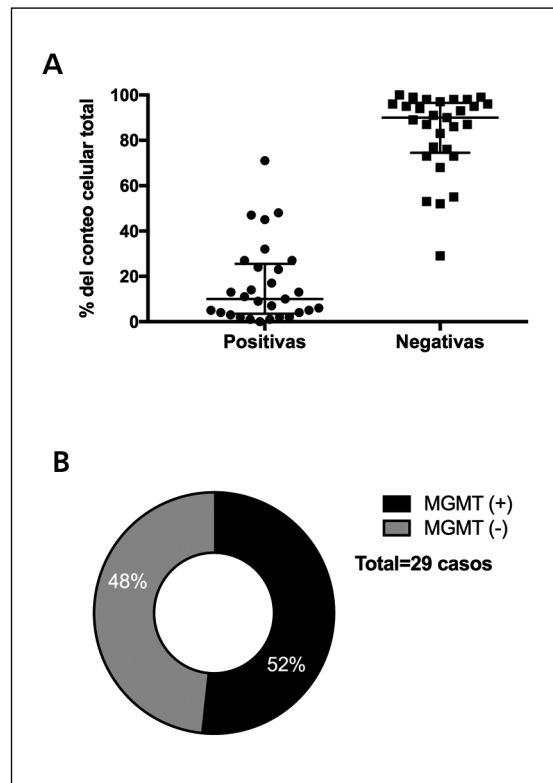 A
% del conteo celular total
100
80
60
40
20
0
Positivas
Negativas
B
MGMT (+)
MGMT (-)
Total=29 casos
48%
52%